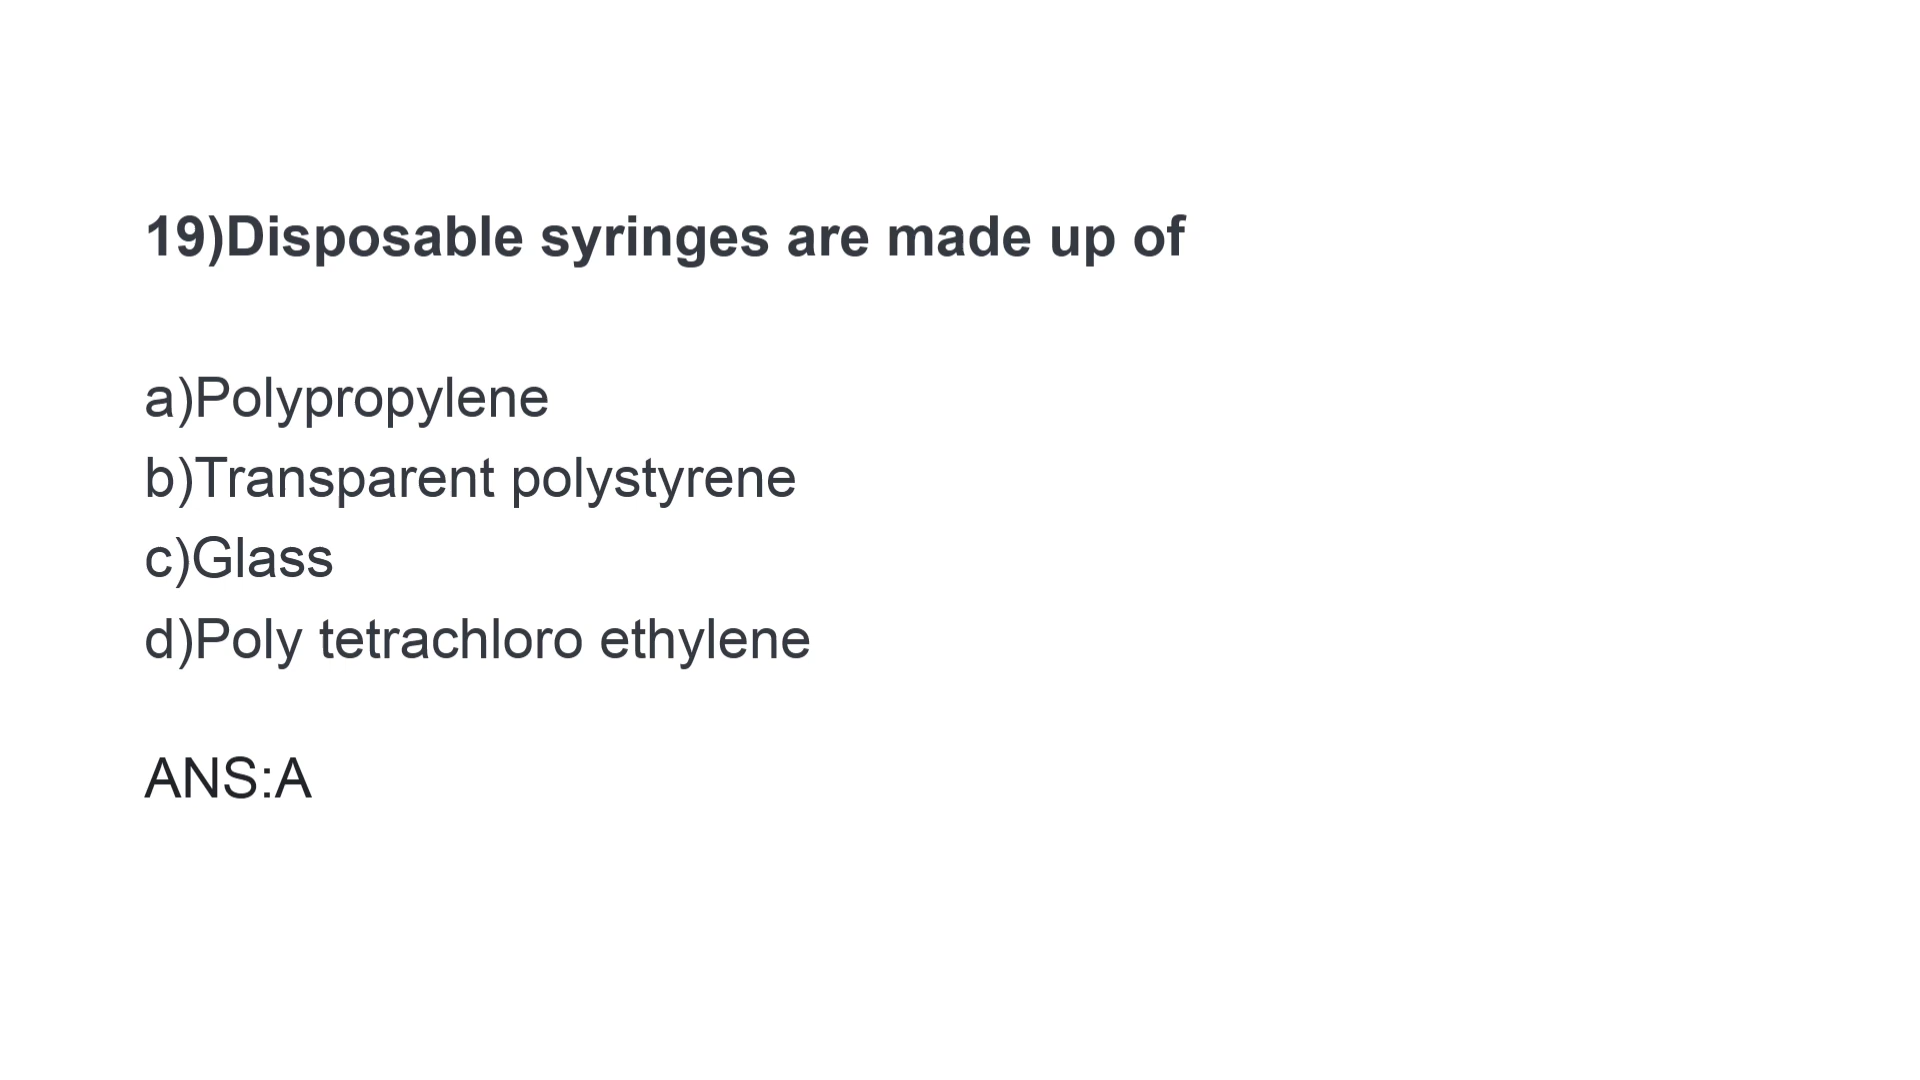 19)Disposable syringes are made up of
a)Polypropylene
b)Transparent polystyrene
c)Glass
d)Poly tetrachloro ethylene
ANS:A